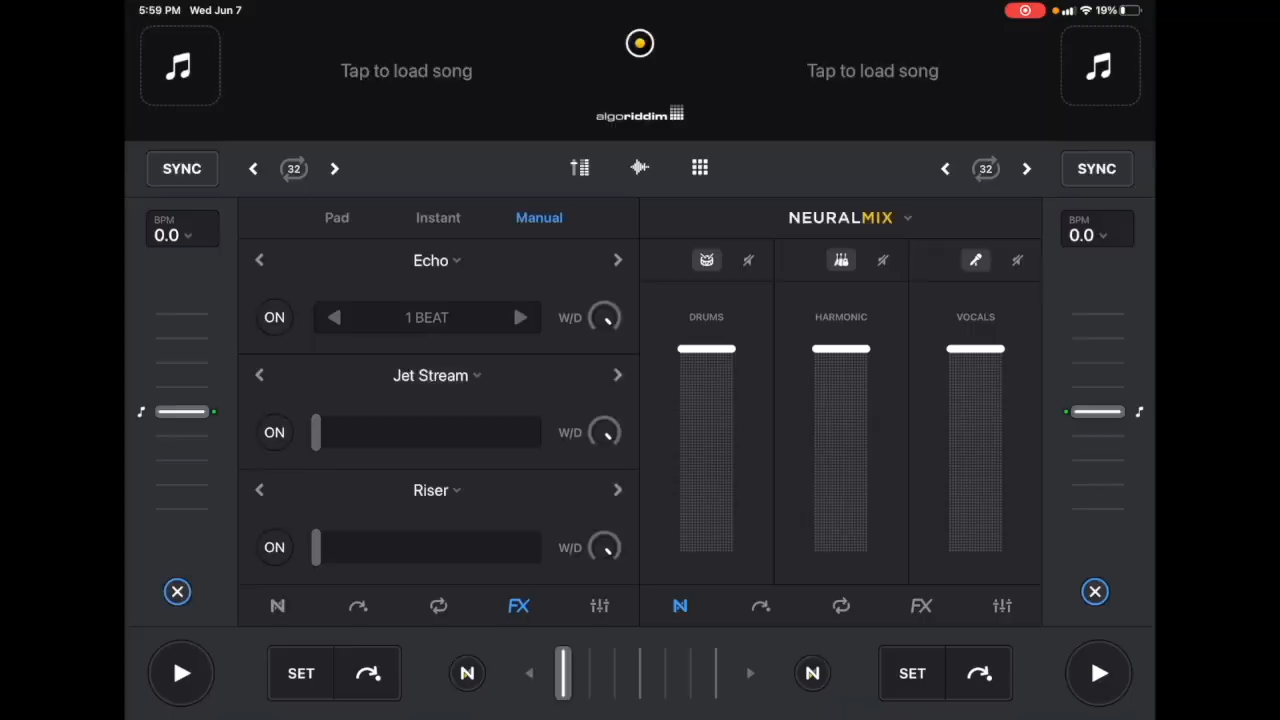 5:59 PM Wed Jun 7
19%
Tap to load song
Tap to load song
algoriddim
SYNC
32
32
SYNC
BPM
0.0
Pad
Instant
Manual
Echo
ON
1 BEAT
W/D
Jet Stream
ON
W/D
Riser
ON
W/D
FX
NEURALMIX
DRUMS
HARMONIC
VOCALS
FX
BPM
0.0
SET
N
N
SET